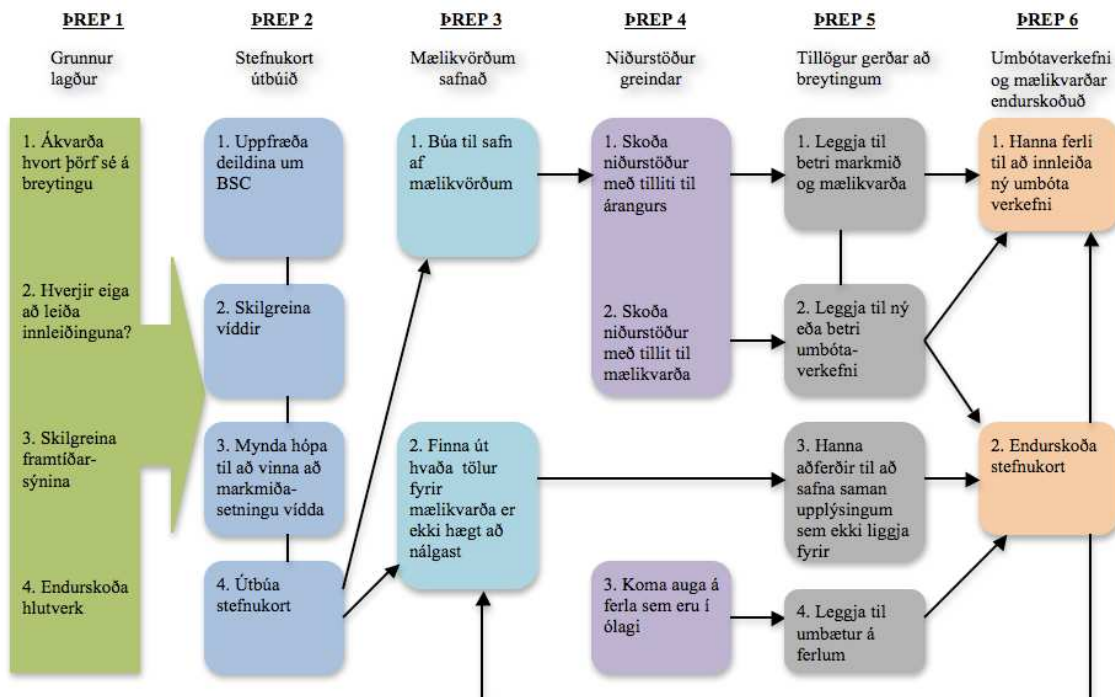 ÞREP 1
Grunnur
lagður
1. Ákvarða
hvort þörf sé á
breytingu
2. Hverjir eiga
að leiða
innleiðinguna?
3. Skilgreina
framtíðar-
sýnina
4. Endurskoða
hlutverk
ÞREP 2
Stefnukort
útbúið
1. Uppfræða
deildina um
BSC
2. Skilgreina
víddir
3. Mynda hópa
til að vinna að
markmiða-
setningu vídda
4. Útbúa
stefnukort
ÞREP 3
Mælikvörðum
safnað
1. Búa til safn
af
mælikvörðum
2. Finna út
hvaða tölur
fyrir
mælikvarða er
ekki hægt að
nálgast
ÞREP 4
Niðurstöður
greindar
1. Skoða
niðurstöður
með tilliti til
árangurs
2. Skoða
niðurstöður
með tillit til
mælikvarða
3. Koma auga á
ferla sem eru í
ólagi
ÞREP 5
Tillögur gerðar að
breytingum
1. Leggja til
betri markmið
og mælikvarða
2. Leggja til ný
eða betri
umbóta-
verkefni
3. Hanna
aðferðir til að
safna saman
upplýsingum
sem ekki liggja
fyrir
4. Leggja til
umbætur á
ferlum
ÞREP 6
Umbótaverkefni
og mælikvarðar
endurskoðuð
1. Hanna ferli
til að innleiða
ný umbóta
verkefni
2. Endurskoða
stefnukort